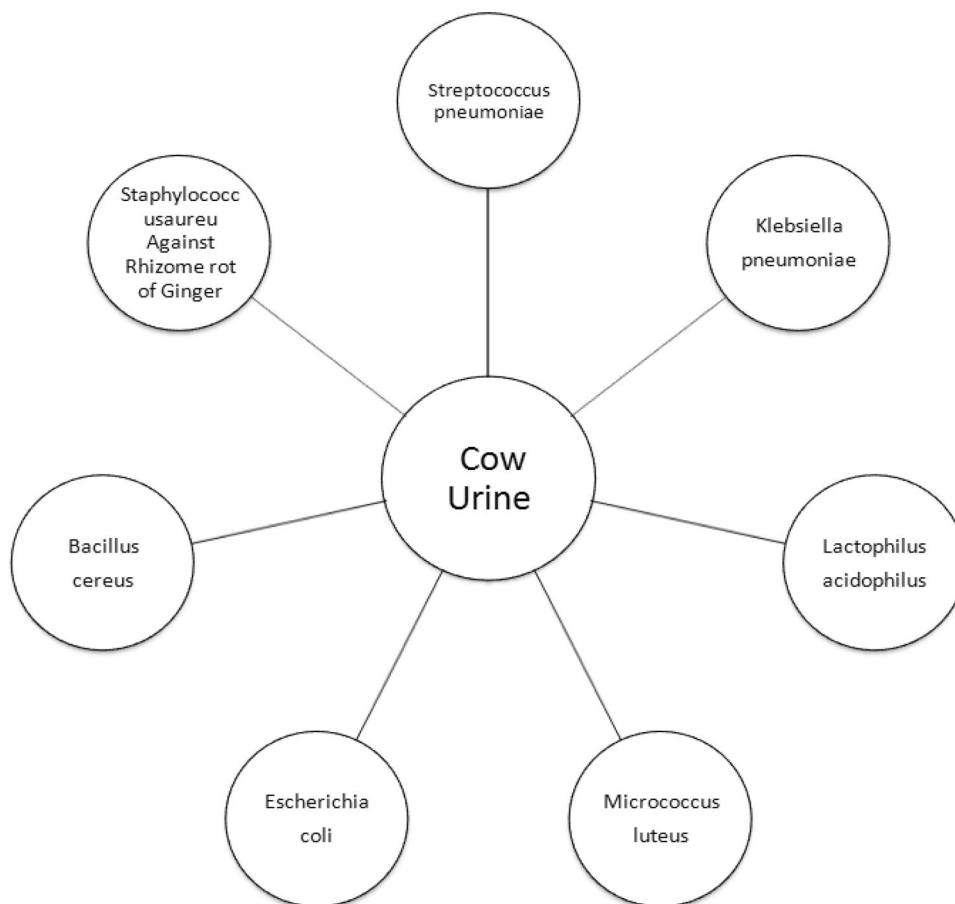 Streptococcus
pneumoniae
Staphylococc
usaureu
Against
Rhizome rot
of Ginger
Klebsiella
pneumoniae
Cow
Urine
Bacillus
cereus
Lactophilus
acidophilus
Escherichia
coli
Micrococcus
luteus